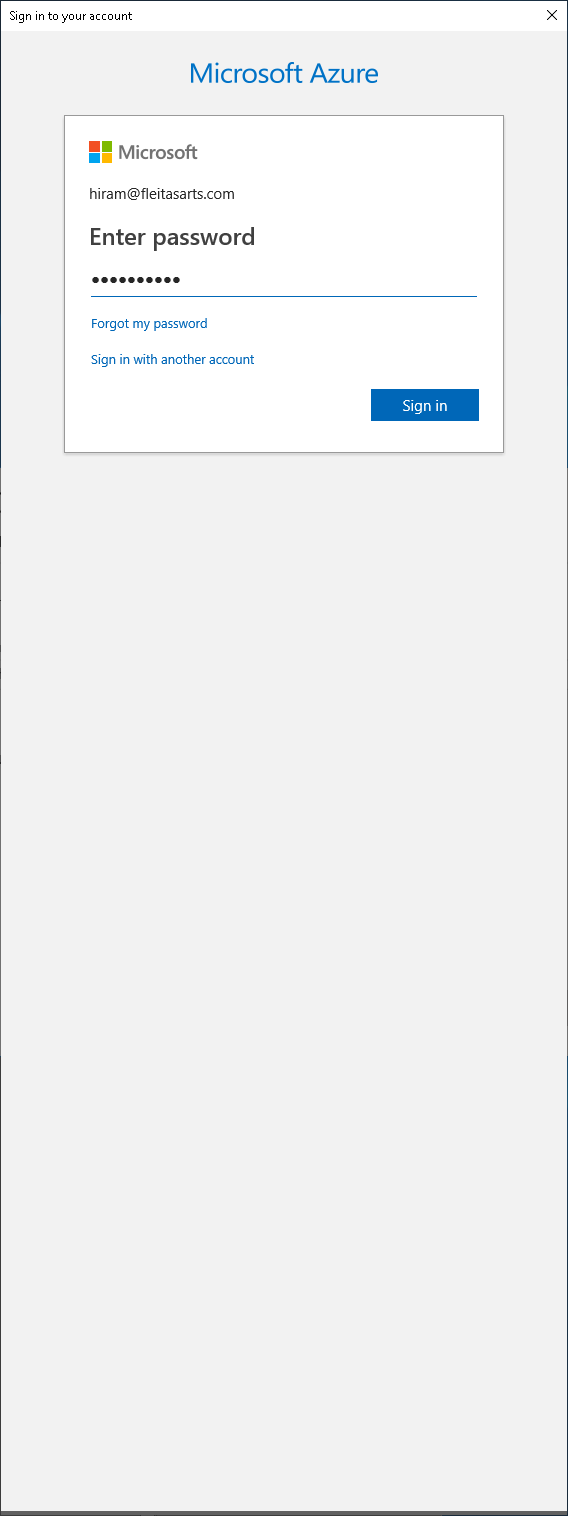 Sign in to your account
Microsoft Azure
Microsoft
hiram@fleitasarts.com
Enter password
●●●●●●●●●●
Forgot my password
Sign in with another account
Sign in